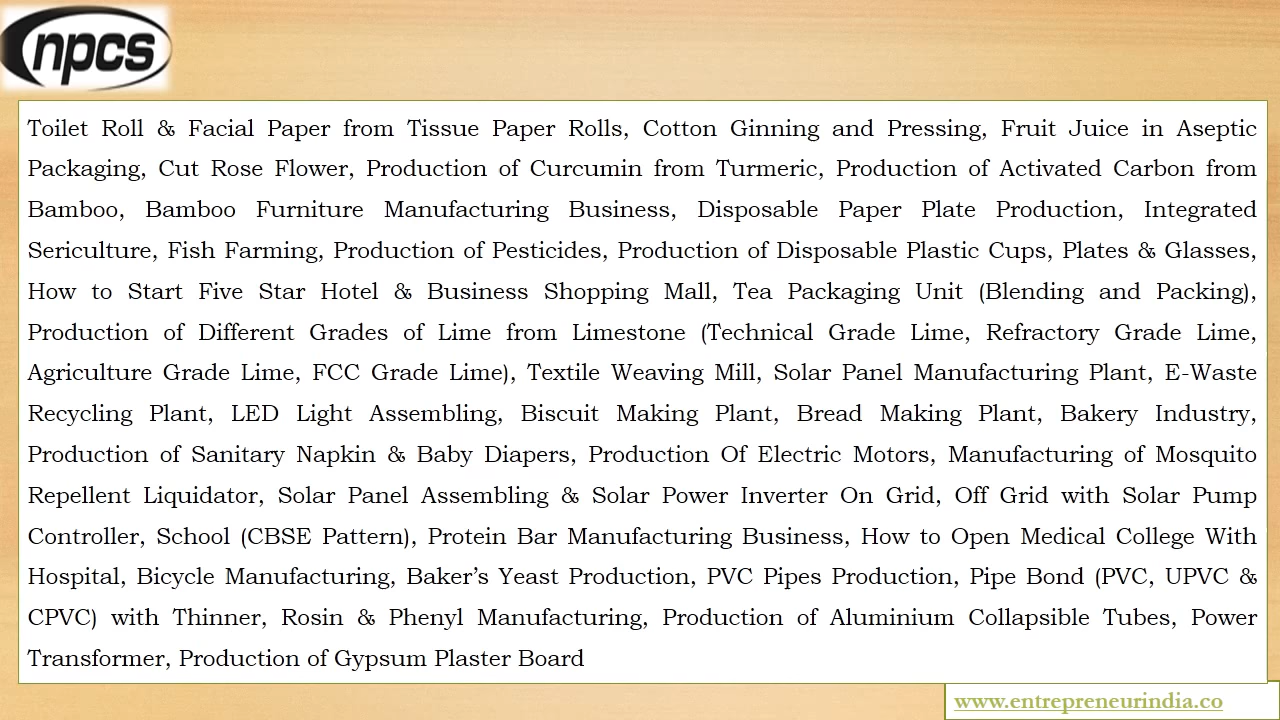 npcs
Toilet Roll & Facial Paper from Tissue Paper Rolls, Cotton Ginning and Pressing, Fruit Juice in Aseptic
Packaging, Cut Rose Flower, Production of Curcumin from Turmeric, Production of Activated Carbon from
Bamboo, Bamboo Furniture Manufacturing Business, Disposable Paper Plate Production, Integrated
Sericulture, Fish Farming, Production of Pesticides, Production of Disposable Plastic Cups, Plates & Glasses,
How to Start Five Star Hotel & Business Shopping Mall, Tea Packaging Unit (Blending and Packing),
Production of Different Grades of Lime from Limestone (Technical Grade Lime, Refractory Grade Lime,
Agriculture Grade Lime, FCC Grade Lime), Textile Weaving Mill, Solar Panel Manufacturing Plant, E-Waste
Recycling Plant, LED Light Assembling, Biscuit Making Plant, Bread Making Plant, Bakery Industry,
Production of Sanitary Napkin & Baby Diapers, Production Of Electric Motors, Manufacturing of Mosquito
Repellent Liquidator, Solar Panel Assembling & Solar Power Inverter On Grid, Off Grid with Solar Pump
Controller, School (CBSE Pattern), Protein Bar Manufacturing Business, How to Open Medical College With
Hospital, Bicycle Manufacturing, Baker’s Yeast Production, PVC Pipes Production, Pipe Bond (PVC, UPVC &
CPVC) with Thinner, Rosin & Phenyl Manufacturing, Production of Aluminium Collapsible Tubes, Power
Transformer, Production of Gypsum Plaster Board
www.entrepreneurindia.co